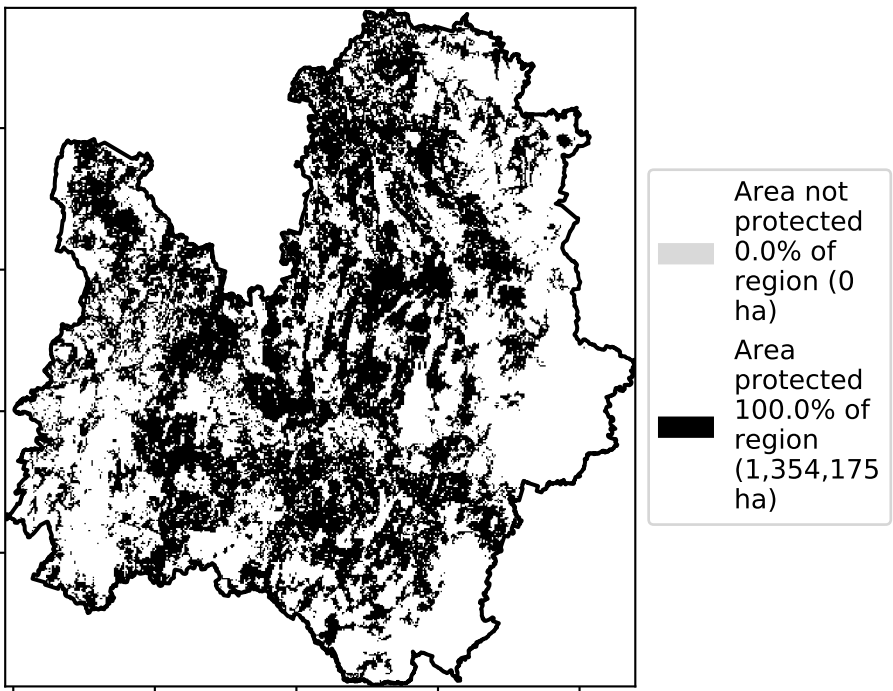 Area not
protected
0.0% of
region (0
ha)
Area
protected
100.0% of
region
(1,354,175
ha)